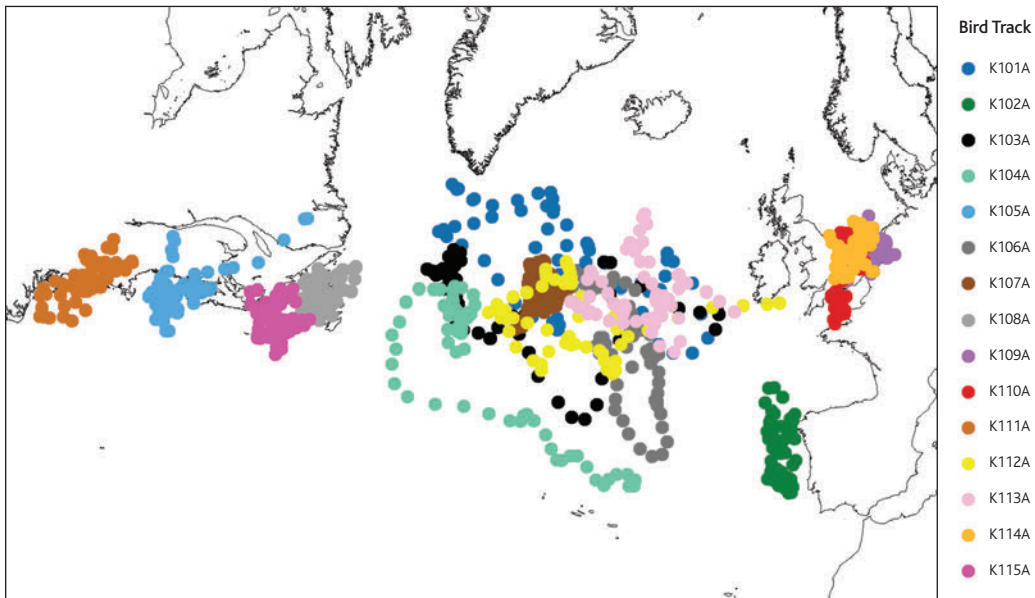 Bird Track
K101A
K102A
K103A
K104A
K105A
K106A
K107A
K108A
K109A
K110A
K111A
K112A
K113A
K114A
K115A